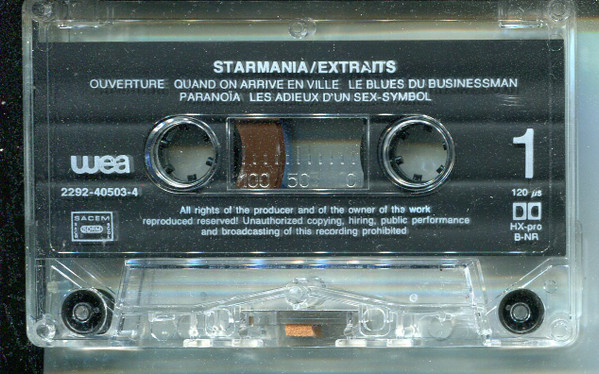 STARMANIA/EXTRAITS
OUVERTURE QUAND ON ARRIVE EN VILLE LE BLUES DU BUSINESSMAN
PARANOÏA LES ADIEUX D'UN SEX-SYMBOL
wea
2292-40503-4
1
100 50 0
120 µs
SACEM
SDRM
All rights of the producer and of the owner of the work
reproduced reserved! Unauthorized copying, hiring, public performance
and broadcasting of this recording prohibited
HX-pro
B-NR